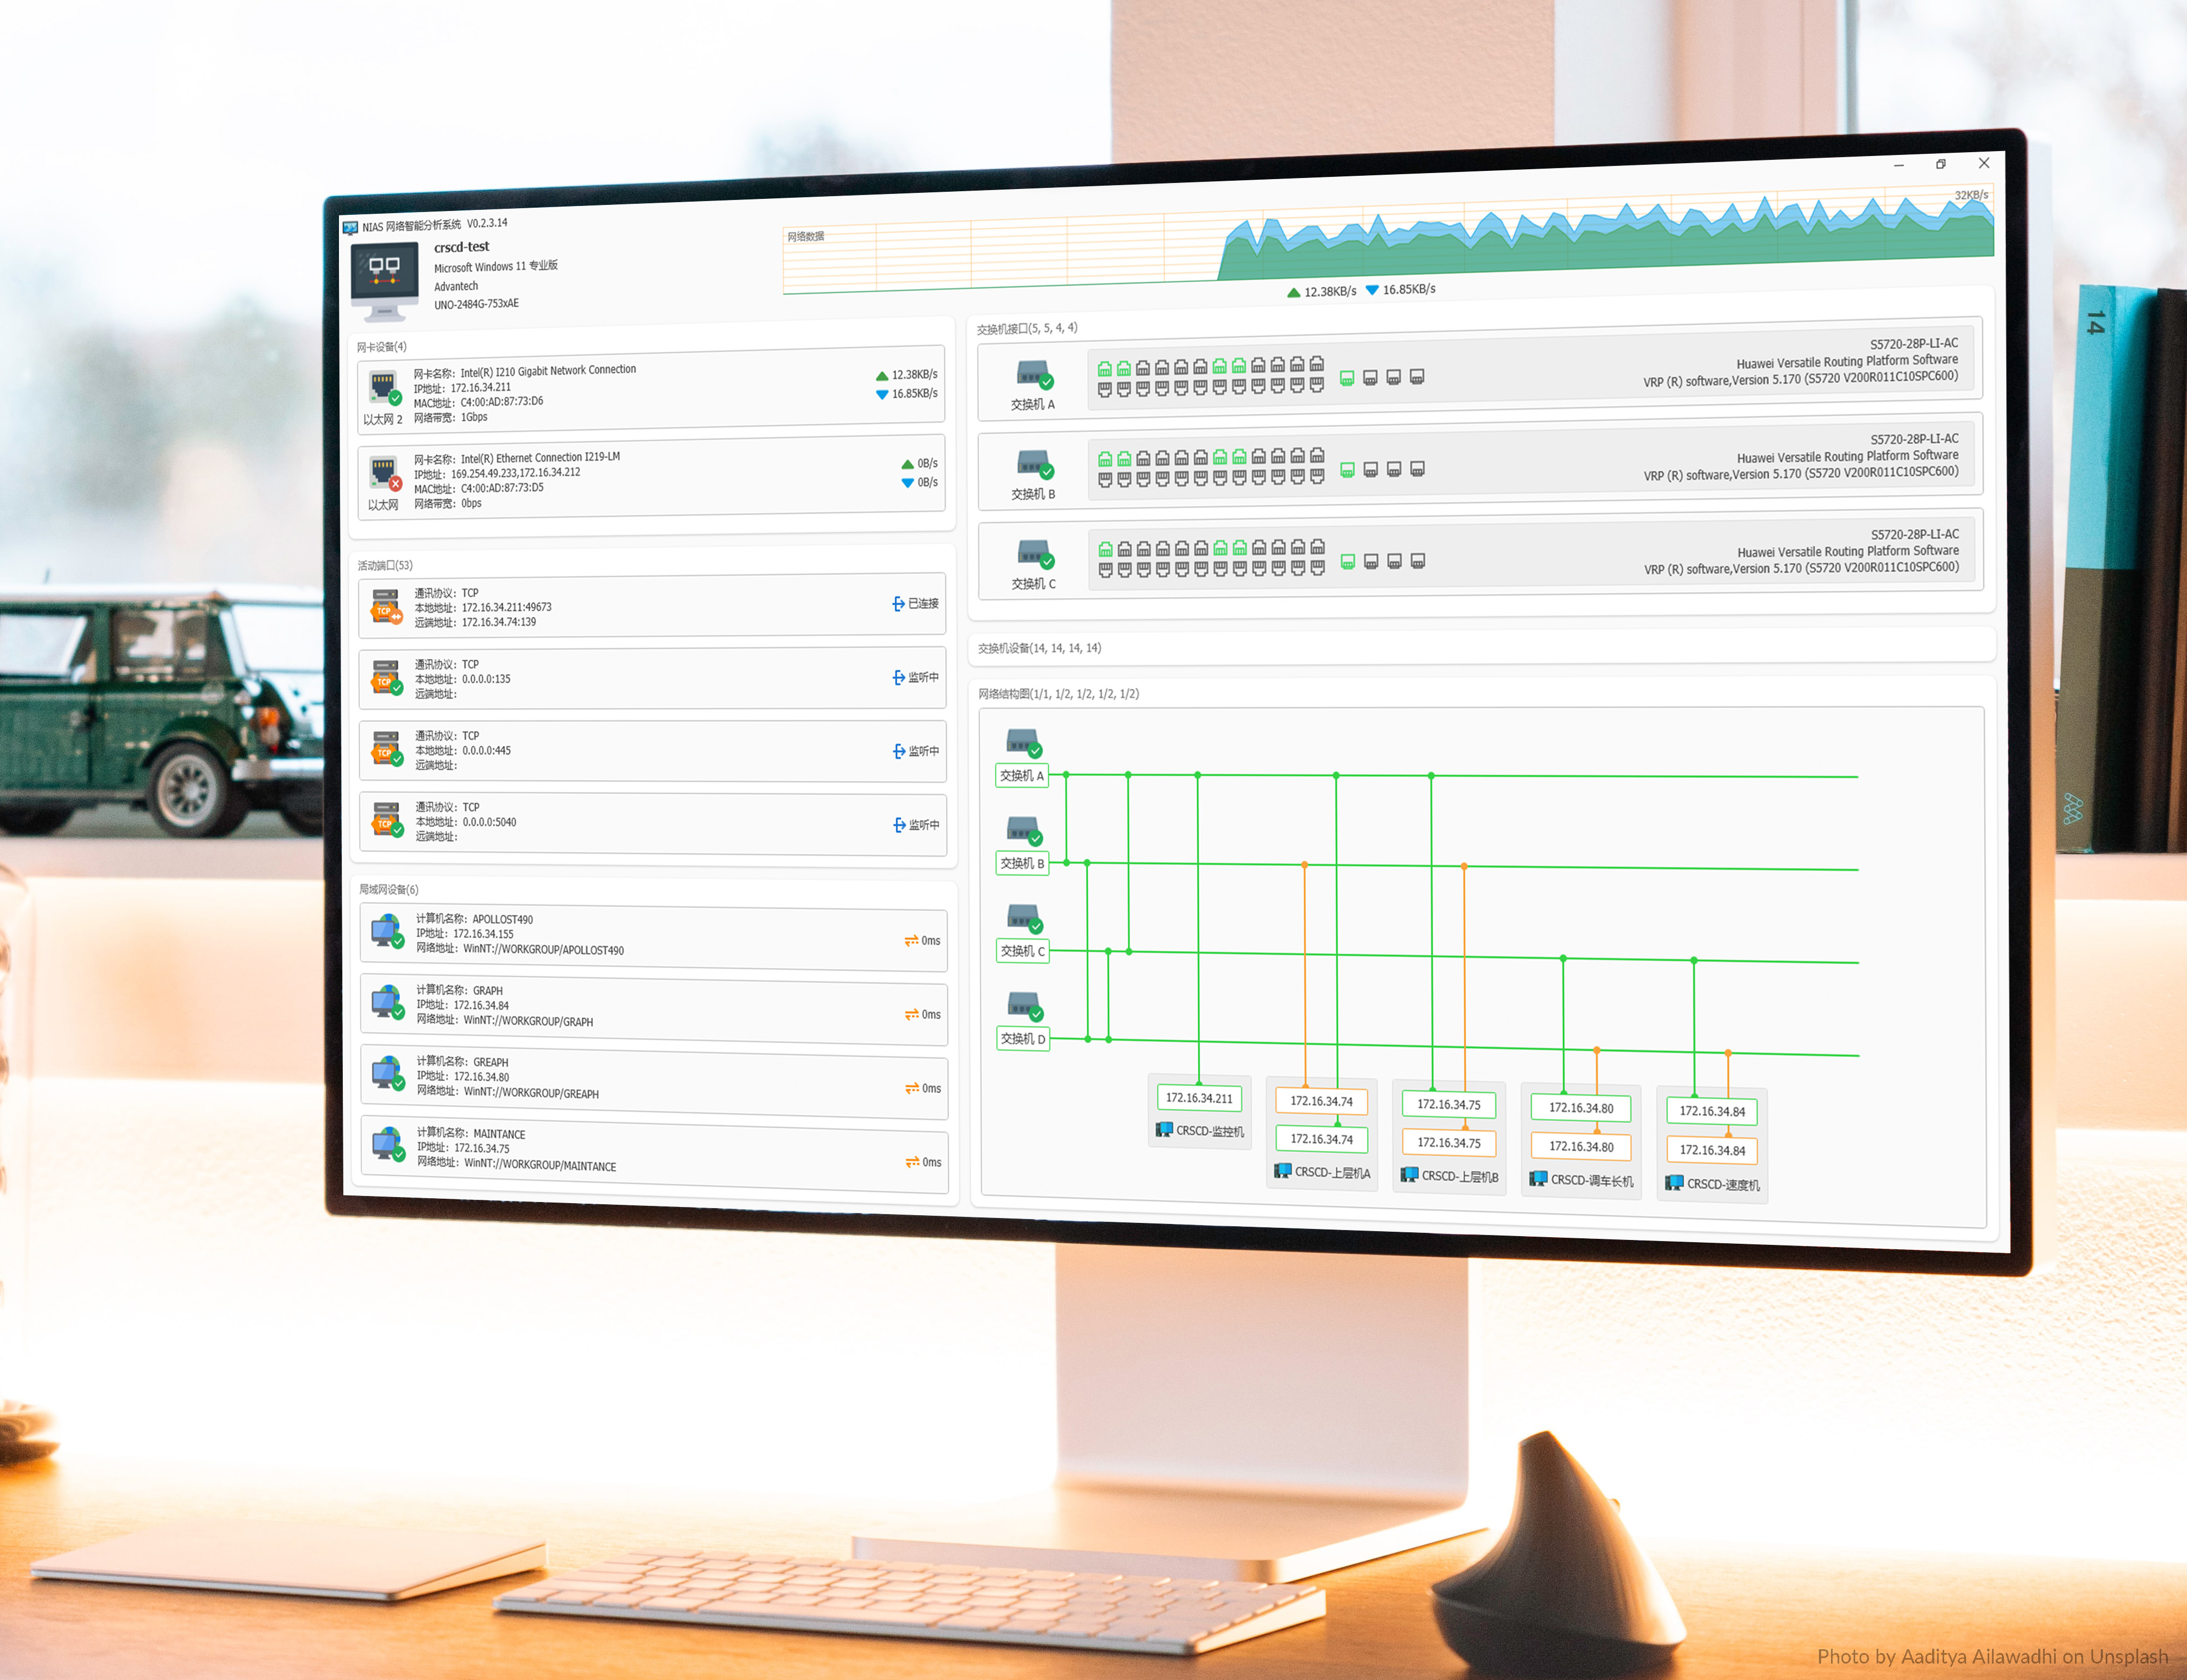 NIAS 网络智能分析系统 V0.2.3.14
crscd-test
Microsoft Windows 11 专业版
Advantech
UNO-2484G-753xAE
网络数据
32KB/s
12.38KB/s 16.85KB/s
网卡设备(4)
网卡名称: Intel(R) I210 Gigabit Network Connection
IP地址: 172.16.34.211
MAC地址: C4:00:AD:87:73:D6
网络带宽: 1Gbps
以太网 2
12.38KB/s
16.85KB/s
网卡名称: Intel(R) Ethernet Connection I219-LM
IP地址: 169.254.49.233,172.16.34.212
MAC地址: C4:00:AD:87:73:D5
网络带宽: 0bps
以太网
0B/s
0B/s
活动端口(53)
通讯协议: TCP
本地地址: 172.16.34.211:49673
远端地址: 172.16.34.74:139
TCP
已连接
通讯协议: TCP
本地地址: 0.0.0.0:135
远端地址:
TCP
监听中
通讯协议: TCP
本地地址: 0.0.0.0:445
远端地址:
TCP
监听中
通讯协议: TCP
本地地址: 0.0.0.0:5040
远端地址:
TCP
监听中
局域网设备(6)
计算机名称: APOLLOST490
IP地址: 172.16.34.155
网络地址: WinNT://WORKGROUP/APOLLOST490
0ms
计算机名称: GRAPH
IP地址: 172.16.34.84
网络地址: WinNT://WORKGROUP/GRAPH
0ms
计算机名称: GREAPH
IP地址: 172.16.34.80
网络地址: WinNT://WORKGROUP/GREAPH
0ms
计算机名称: MAINTANCE
IP地址: 172.16.34.75
网络地址: WinNT://WORKGROUP/MAINTANCE
0ms
交换机接口(5, 5, 4, 4)
交换机 A
S5720-28P-LI-AC
Huawei Versatile Routing Platform Software
VRP (R) software,Version 5.170 (S5720 V200R011C10SPC600)
交换机 B
S5720-28P-LI-AC
Huawei Versatile Routing Platform Software
VRP (R) software,Version 5.170 (S5720 V200R011C10SPC600)
交换机 C
S5720-28P-LI-AC
Huawei Versatile Routing Platform Software
VRP (R) software,Version 5.170 (S5720 V200R011C10SPC600)
交换机设备(14, 14, 14, 14)
网络结构图(1/1, 1/2, 1/2, 1/2, 1/2)
交换机 A
交换机 B
交换机 C
交换机 D
172.16.34.211
CRSCD-监控机
172.16.34.74
172.16.34.74
CRSCD-上层机A
172.16.34.75
172.16.34.75
CRSCD-上层机B
172.16.34.80
172.16.34.80
CRSCD-调车长机
172.16.34.84
172.16.34.84
CRSCD-速度机
14
Photo by Aaditya Ailawadhi on Unsplash